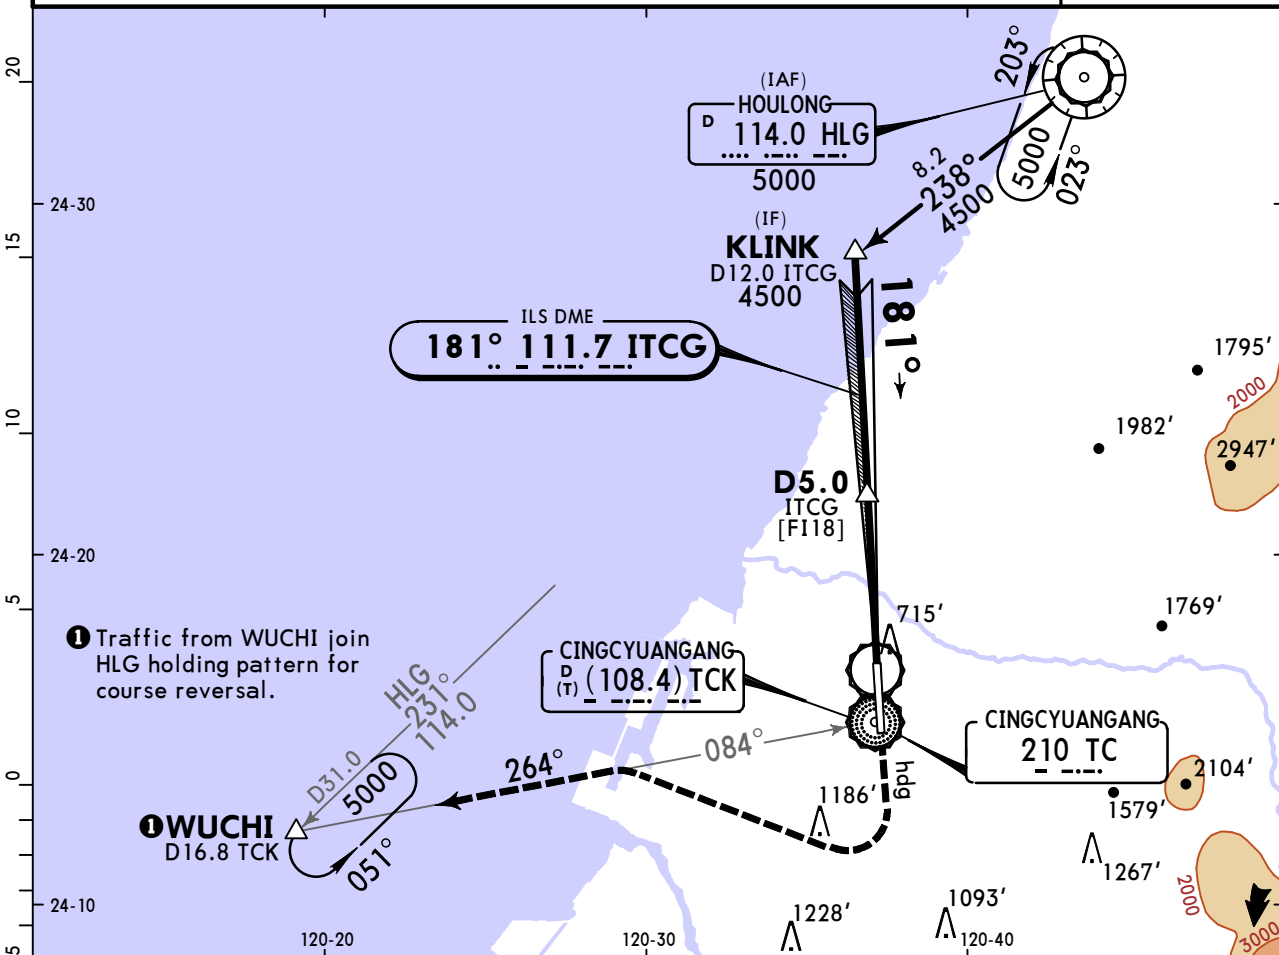 20
24-30
15
10
24-20
5
0
24-10
5
120-20
120-30
120-40
(IAF)
HOULONG
D 114.0 HLG
5000
203°
5000
023°
8.2
238°
4500
(IF)
KLINK
D12.0 ITCG
4500
181°
ILS DME
181° 111.7 ITCG
D5.0
ITCG
[FI18]
1795′
2000
1982′
2947′
715′
1769′
❶ Traffic from WUCHI join
HLG holding pattern for
course reversal.
HLG
231°
114.0
D31.0
5000
051°
❶WUCHI
D16.8 TCK
264°
084°
CINGCYUANGANG
D
(T) (108.4) TCK
CINGCYUANGANG
210 TC
hdg
1186′
2104′
1579′
1267′
1228′
1093′
2000
3000